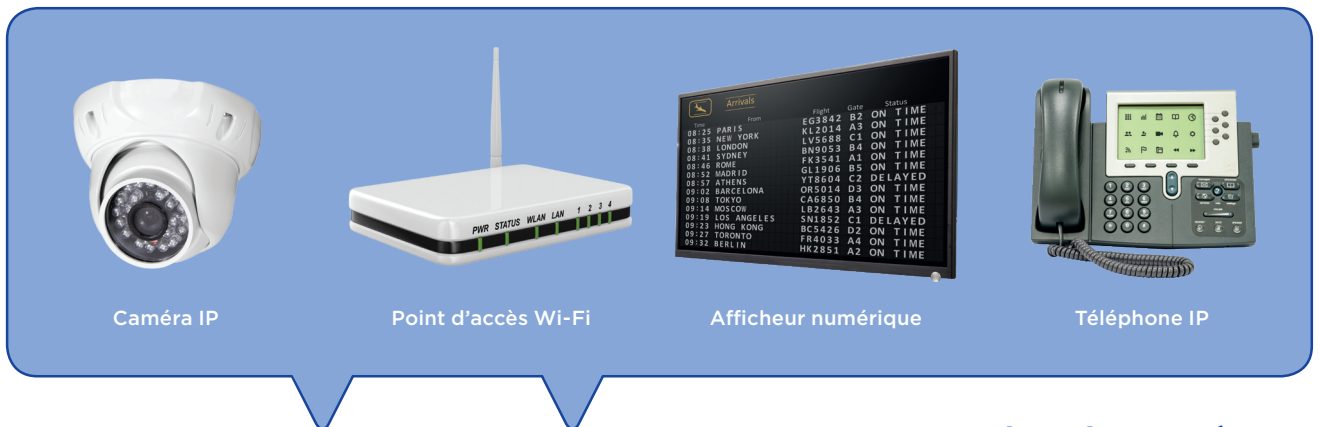 Arrivals
Time From Flight Gate Status
08:25 PARIS EG3842 B2 ON TIME
08:35 NEW YORK KL2014 A3 ON TIME
08:38 LONDON LV5688 C1 ON TIME
08:41 SYDNEY BN9053 B4 ON TIME
08:46 ROME FK3541 A1 ON TIME
08:52 MADRID GL1906 B5 ON TIME
08:57 ATHENS YT8604 C2 DELAYED
09:02 BARCELONA OR5014 D3 ON TIME
09:08 TOKYO CA6850 B4 ON TIME
09:14 MOSCOW LB2643 A3 ON TIME
09:19 LOS ANGELES SN1852 C1 DELAYED
09:23 HONG KONG BC5426 D2 ON TIME
09:27 TORONTO FR4033 A4 ON TIME
09:32 BERLIN HK2851 A2 ON TIME
PWR STATUS WLAN LAN 1 2 3 4
Caméra IP
Point d'accès Wi-Fi
Afficheur numérique
Téléphone IP